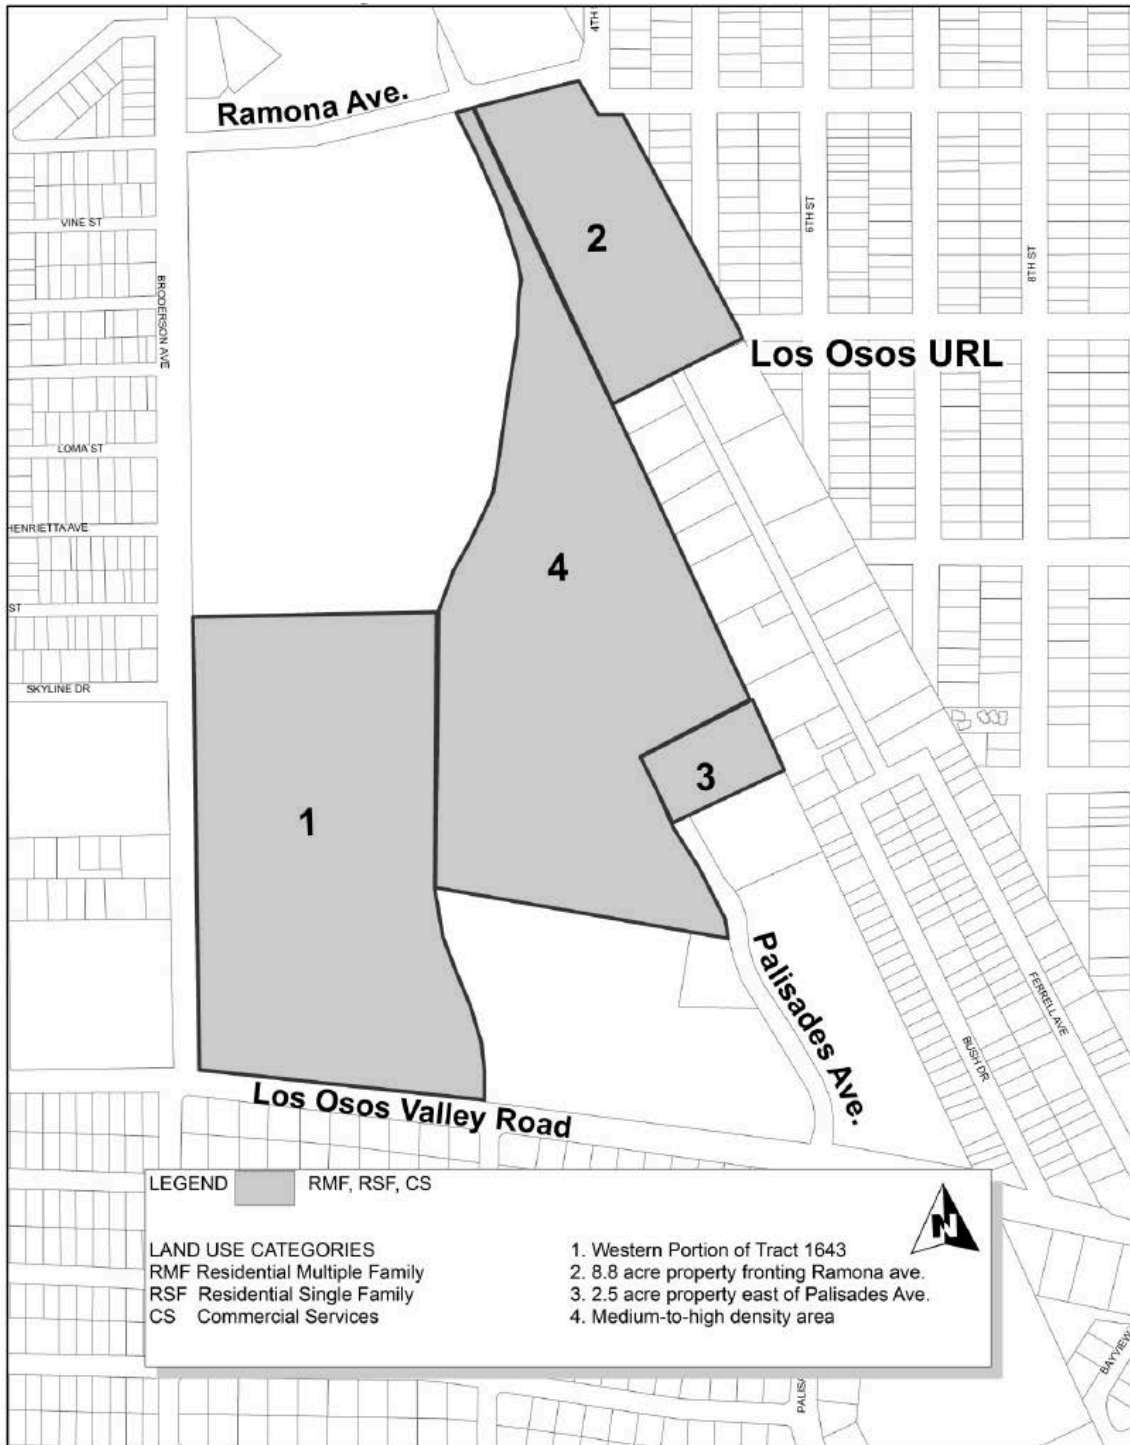 4TH
Ramona Ave.
2
6TH ST
8TH ST
VINE ST
BRODERSON AVE
Los Osos URL
LOMA ST
HENRIETTA AVE
4
ST
SKYLINE DR
3
1
Palisades Ave.
FERRELL AVE
BUSH DR
Los Osos Valley Road
LEGEND RMF, RSF, CS
N
LAND USE CATEGORIES
RMF Residential Multiple Family
RSF Residential Single Family
CS Commercial Services
1. Western Portion of Tract 1643
2. 8.8 acre property fronting Ramona ave.
3. 2.5 acre property east of Palisades Ave.
4. Medium-to-high density area
BAYVIEW
PALISA